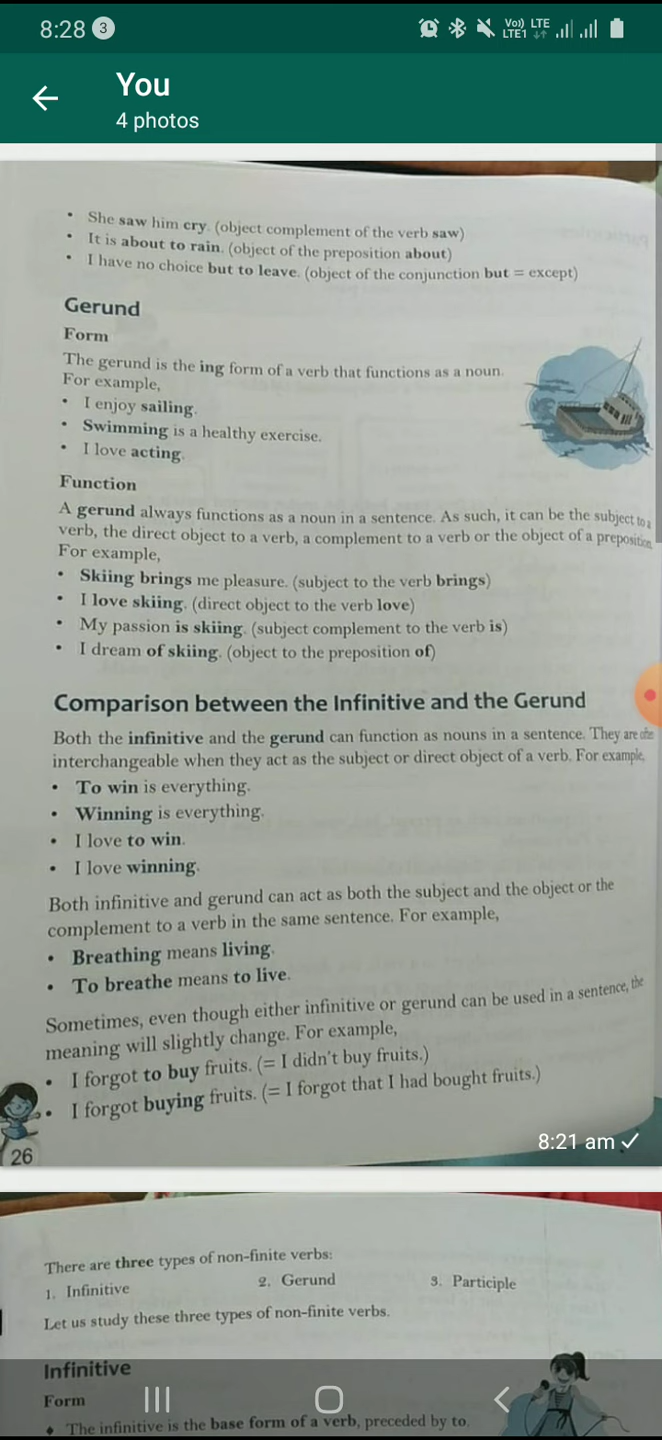 8:28 3 Vo)) LTE LTE1
You
4 photos
• She saw him cry. (object complement of the verb saw)
• It is about to rain. (object of the preposition about)
• I have no choice but to leave. (object of the conjunction but = except)
Gerund
Form
The gerund is the ing form of a verb that functions as a noun.
For example,
• I enjoy sailing.
• Swimming is a healthy exercise.
• I love acting.
Function
A gerund always functions as a noun in a sentence. As such, it can be the subject to a
verb, the direct object to a verb, a complement to a verb or the object of a preposition
For example,
• Skiing brings me pleasure. (subject to the verb brings)
• I love skiing. (direct object to the verb love)
• My passion is skiing. (subject complement to the verb is)
• I dream of skiing. (object to the preposition of)
Comparison between the Infinitive and the Gerund
Both the infinitive and the gerund can function as nouns in a sentence. They are
interchangeable when they act as the subject or direct object of a verb. For example,
• To win is everything.
• Winning is everything.
• I love to win.
• I love winning.
Both infinitive and gerund can act as both the subject and the object or the
complement to a verb in the same sentence. For example,
• Breathing means living.
• To breathe means to live.
Sometimes, even though either infinitive or gerund can be used in a sentence, the
meaning will slightly change. For example,
• I forgot to buy fruits. (= I didn't buy fruits.)
• I forgot buying fruits. (= I forgot that I had bought fruits.)
8:21 am
26
There are three types of non-finite verbs:
1. Infinitive 2. Gerund 3. Participle
Let us study these three types of non-finite verbs.
Infinitive
Form
♦ The infinitive is the base form of a verb, preceded by to.